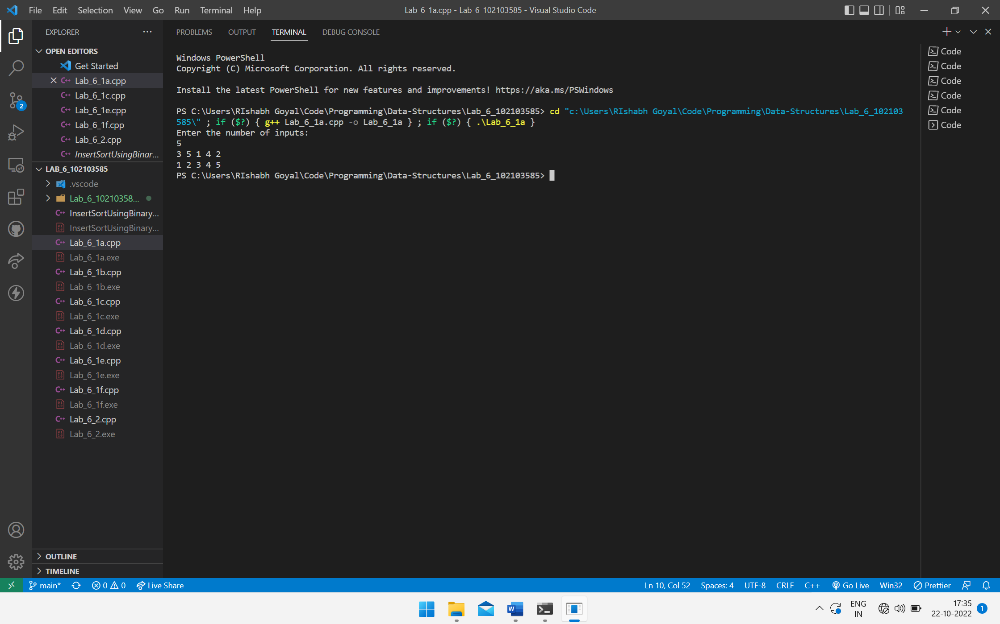 File Edit Selection View Go Run Terminal Help
Lab_6_1a.cpp - Lab_6_102103585 - Visual Studio Code
EXPLORER
OPEN EDITORS
Get Started
Lab_6_1a.cpp
Lab_6_1c.cpp
Lab_6_1e.cpp
Lab_6_1f.cpp
Lab_6_2.cpp
InsertSortUsingBinar...
LAB_6_102103585
.vscode
Lab_6_10210358...
InsertSortUsingBinary...
InsertSortUsingBinary...
Lab_6_1a.cpp
Lab_6_1a.exe
Lab_6_1b.cpp
Lab_6_1b.exe
Lab_6_1c.cpp
Lab_6_1c.exe
Lab_6_1d.cpp
Lab_6_1d.exe
Lab_6_1e.cpp
Lab_6_1e.exe
Lab_6_1f.cpp
Lab_6_1f.exe
Lab_6_2.cpp
Lab_6_2.exe
OUTLINE
TIMELINE
2
PROBLEMS OUTPUT TERMINAL DEBUG CONSOLE
Windows PowerShell
Copyright (C) Microsoft Corporation. All rights reserved.
Install the latest PowerShell for new features and improvements! https://aka.ms/PSWindows
PS C:\Users\RIshabh Goyal\Code\Programming\Data-Structures\Lab_6_102103585> cd "c:\Users\RIshabh Goyal\Code\Programming\Data-Structures\Lab_6_102103
585\" ; if ($?) { g++ Lab_6_1a.cpp -o Lab_6_1a } ; if ($?) { .\Lab_6_1a }
Enter the number of inputs:
5
3 5 1 4 2
1 2 3 4 5
PS C:\Users\RIshabh Goyal\Code\Programming\Data-Structures\Lab_6_102103585>
Code
Code
Code
Code
Code
Code
main* 0 0 Live Share
Ln 10, Col 52 Spaces: 4 UTF-8 CRLF C++ Go Live Win32 Prettier
ENG
IN
17:35
22-10-2022
1